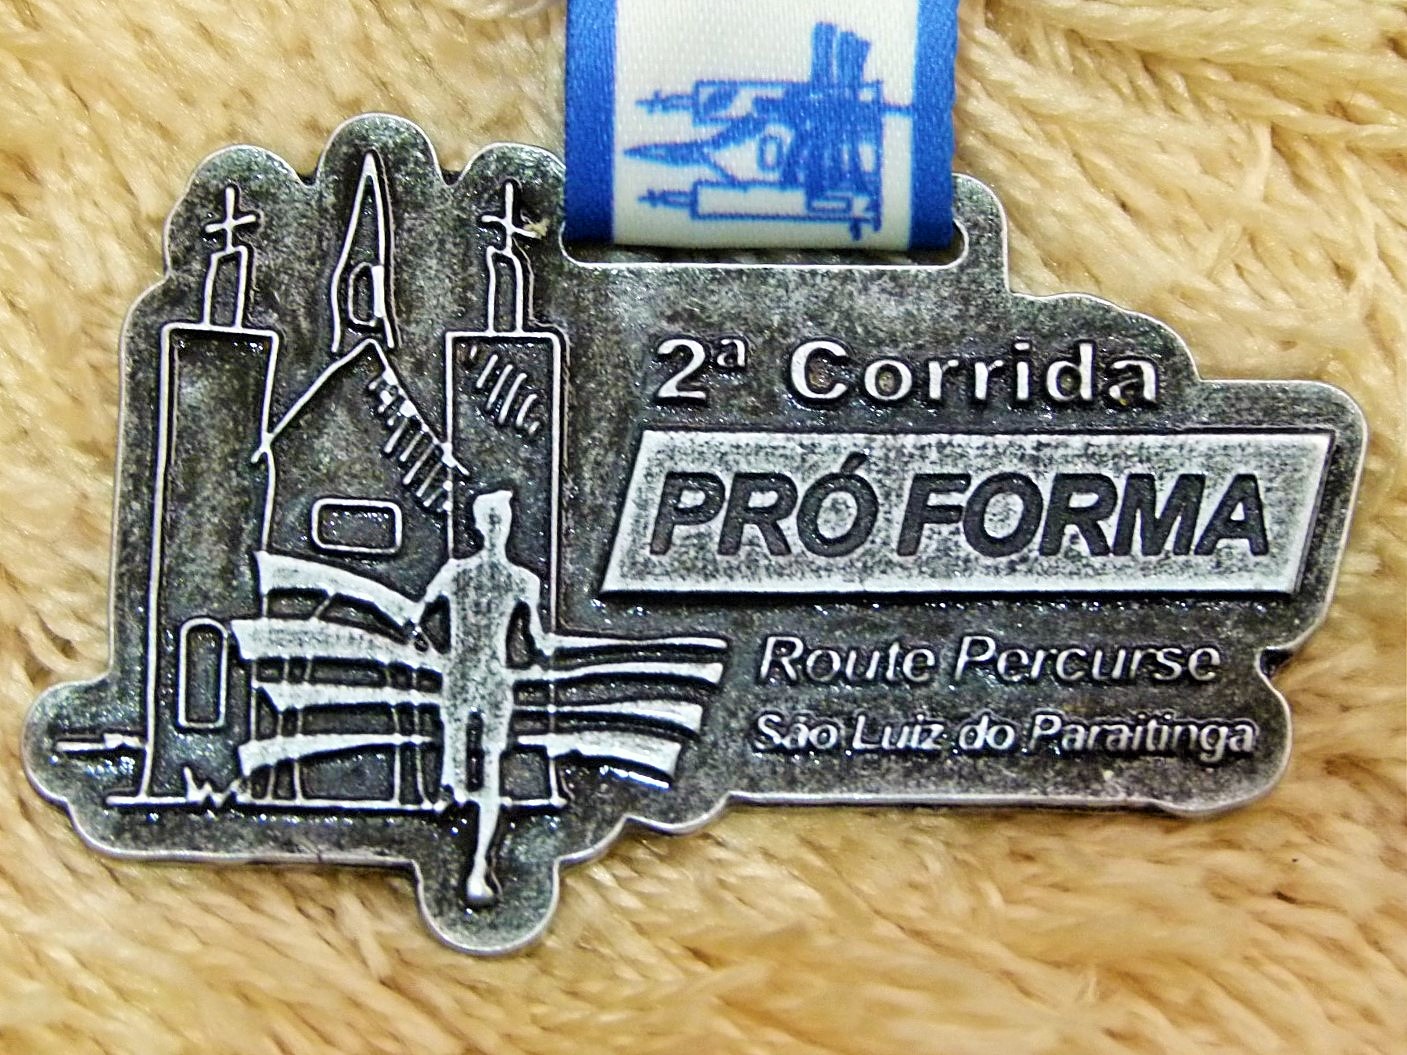 2ª Corrida
PRÓ FORMA
Route Percurse
São Luiz do Paraitinga